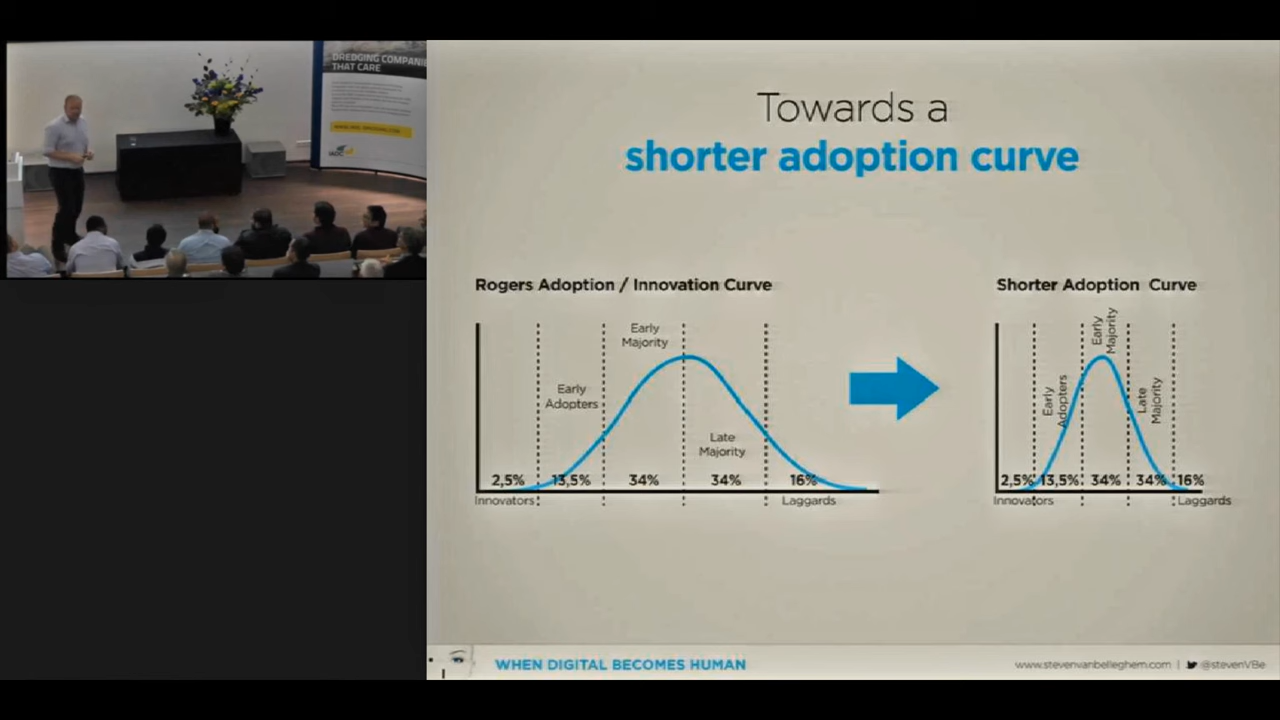 DREDGING COMPANIE
THAT CARE
IADC
Towards a
shorter adoption curve
Rogers Adoption / Innovation Curve
Early
Majority
Early
Adopters
Late
Majority
2,5%
13,5%
34%
34%
16%
Innovators
Laggards
Shorter Adoption Curve
Early
Majority
Early
Adopters
Late
Majority
2,5%
13,5%
34%
34%
16%
Innovators
Laggards
WHEN DIGITAL BECOMES HUMAN
www.stevenvanbelleghem.com | @stevenVBe